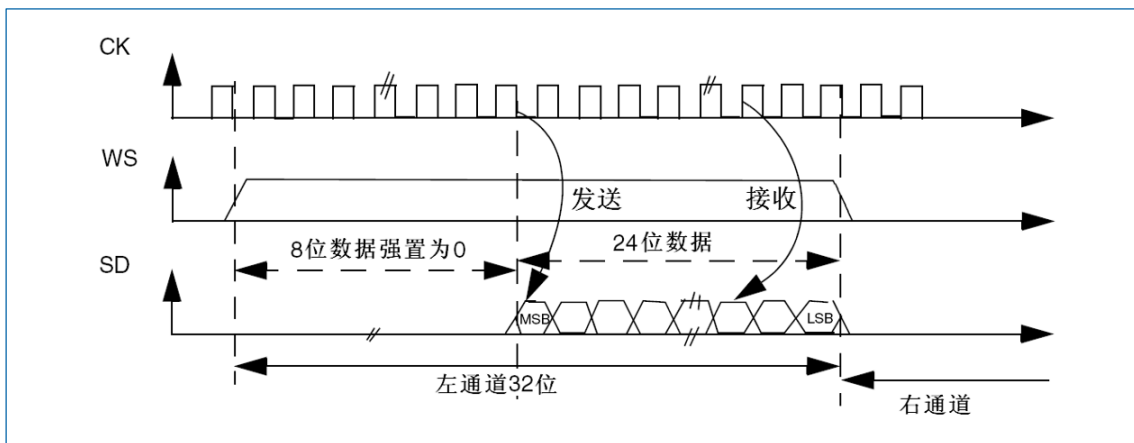 CK
WS
发送
接收
8位数据强置为0
24位数据
SD
MSB
LSB
左通道32位
右通道